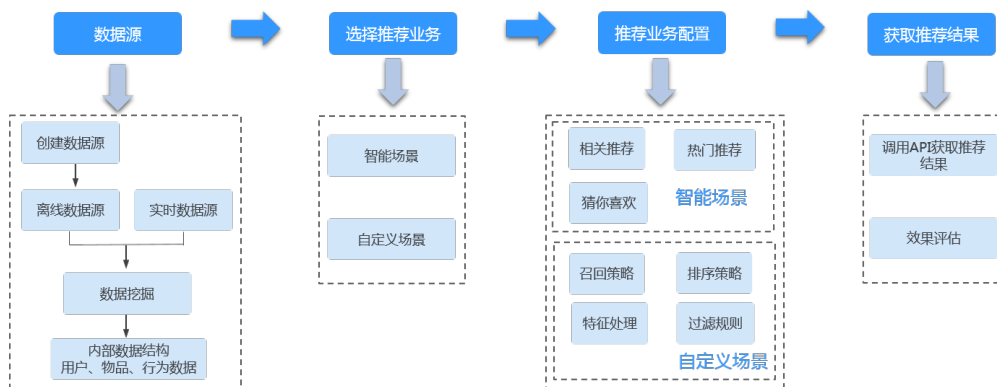 数据源
选择推荐业务
推荐业务配置
获取推荐结果
创建数据源
离线数据源
实时数据源
数据挖掘
内部数据结构
用户、物品、行为数据
智能场景
自定义场景
相关推荐
热门推荐
猜你喜欢
智能场景
召回策略
排序策略
特征处理
过滤规则
自定义场景
调用API获取推荐
结果
效果评估